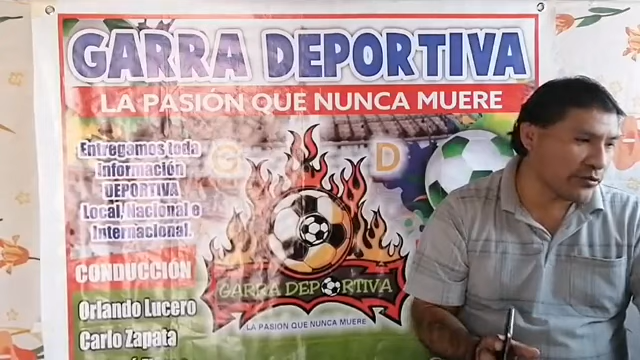 GARRA DEPORTIVA
LA PASIÓN QUE NUNCA MUERE
Entregamos toda
Información
DEPORTIVA
Local, Nacional e
Internacional.
G D
CONDUCCION
Orlando Lucero
Carlo Zapata
GARRA DEPORTIVA
LA PASION QUE NUNCA MUERE